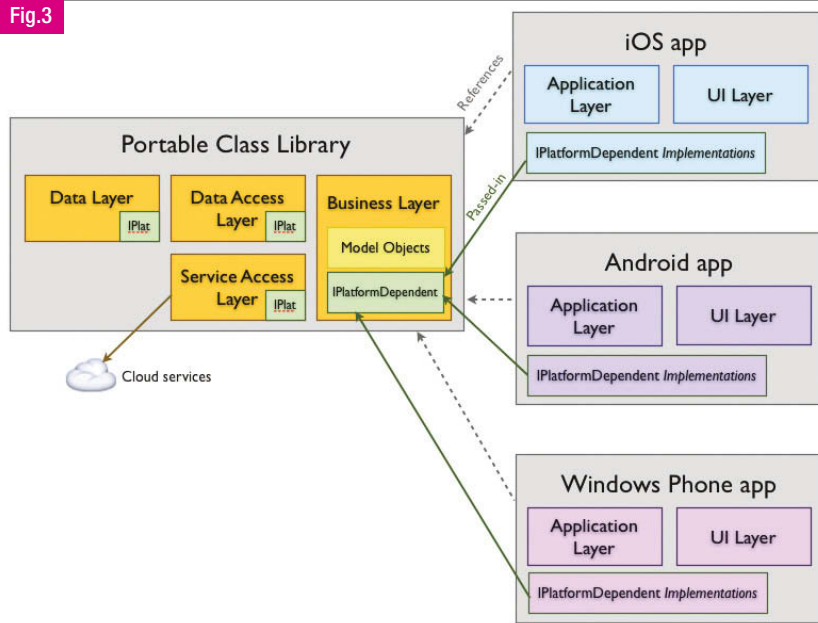 Fig.3
Portable Class Library
Data Layer
IPlat
Data Access
Layer
IPlat
Service Access
Layer
IPlat
Business Layer
Model Objects
IPlatformDependent
Cloud services
References
Passed-in
iOS app
Application
Layer
UI Layer
IPlatformDependent Implementations
Android app
Application
Layer
UI Layer
IPlatformDependent Implementations
Windows Phone app
Application
Layer
UI Layer
IPlatformDependent Implementations